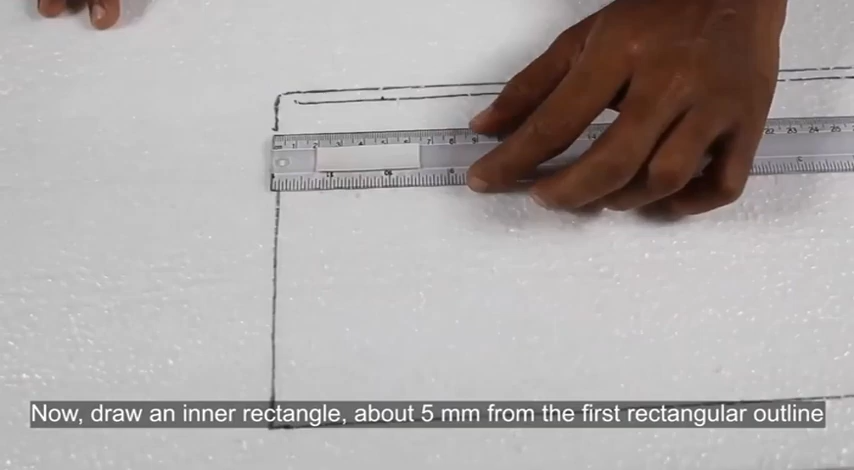 Now, draw an inner rectangle, about 5 mm from the first rectangular outline